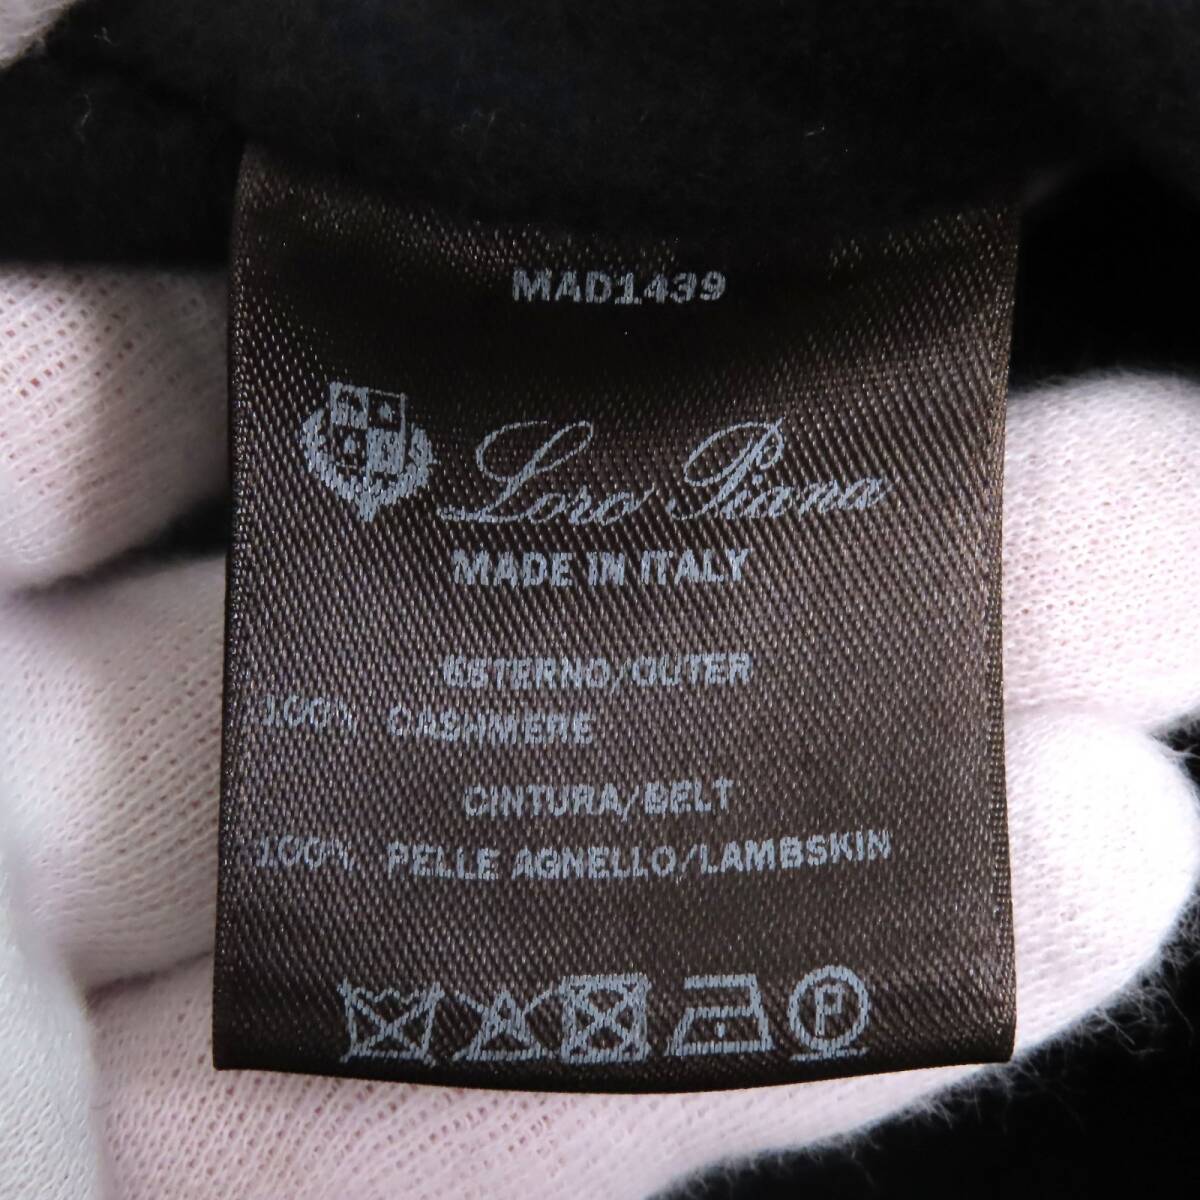 MAD1439
Loro Piana
MADE IN ITALY
ESTERNO/OUTER
100% CASHMERE
CINTURA/BELT
100% PELLE AGNELLO/LAMBSKIN
P